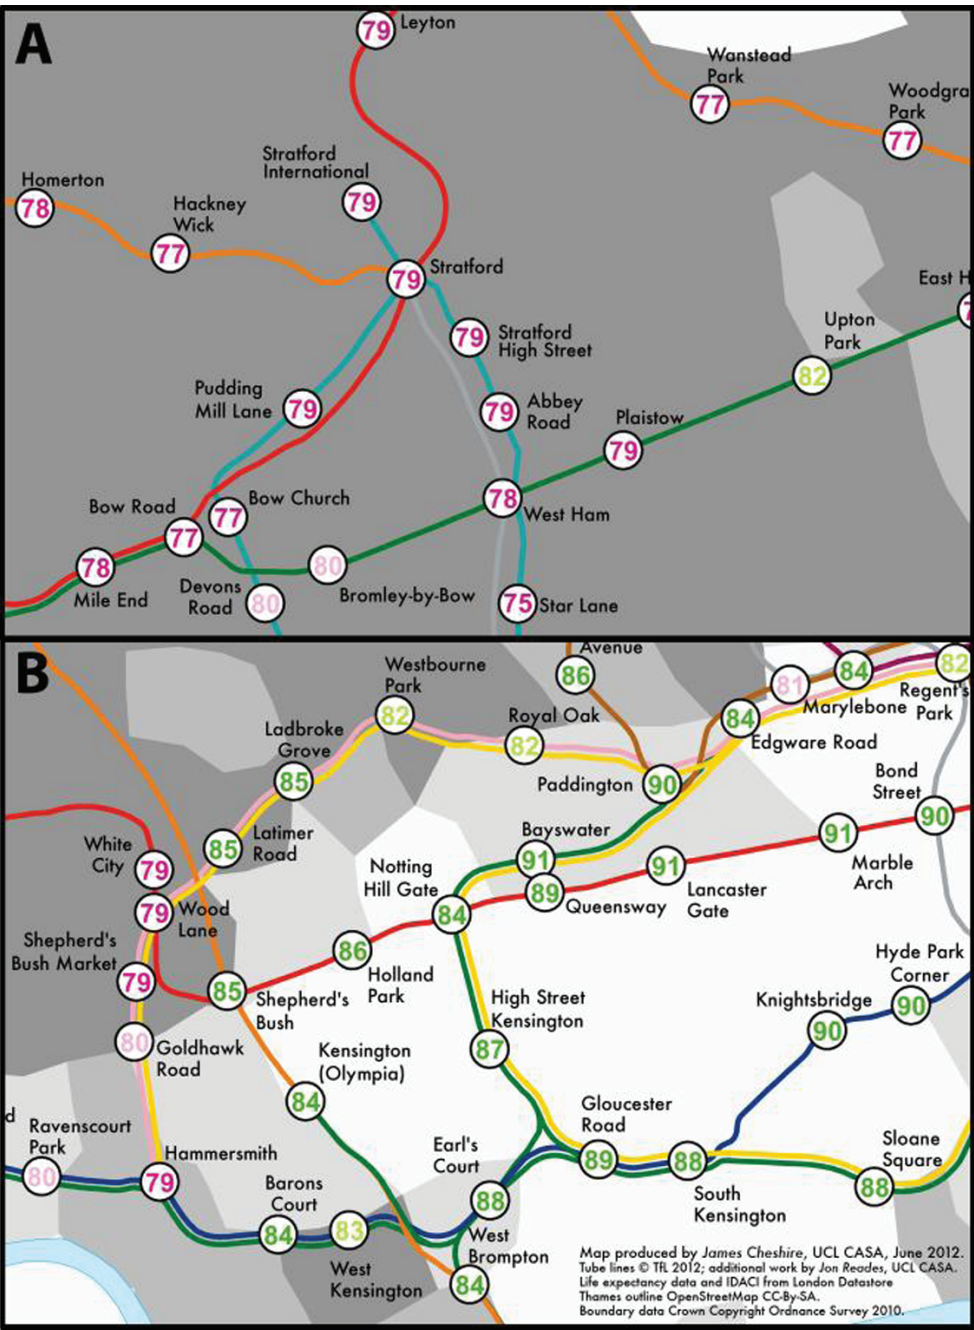 A
79
Leyton
Wanstead
Park
77
Woodgra
Park
77
Stratford
International
79
Homerton
78
Hackney
Wick
77
79
Stratford
East H
7
79
Stratford
High Street
Upton
Park
82
Pudding
Mill Lane
79
79
Abbey
Road
Plaistow
79
Bow Road
77
77
Bow Church
78
West Ham
78
Mile End
80
Bromley-by-Bow
Devons
Road
80
75
Star Lane
B
Avenue
86
Westbourne
Park
82
81
Marylebone
84
82
Regent's
Park
Ladbroke
Grove
85
Royal Oak
82
84
Edgware Road
Paddington
90
Bond
Street
90
White
City
79
85
Latimer
Road
Bayswater
91
91
Marble
Arch
Notting
Hill Gate
84
89
Queensway
91
Lancaster
Gate
79
Wood
Lane
Shepherd's
Bush Market
79
86
Holland
Park
85
Shepherd's
Bush
Hyde Park
Corner
90
Knightsbridge
90
High Street
Kensington
87
80
Goldhawk
Road
Kensington
(Olympia)
84
d
Ravenscourt
Park
80
Hammersmith
79
Gloucester
Road
89
88
South
Kensington
Sloane
Square
88
Earl's
Court
88
Barons
Court
84
83
West
Kensington
West
Brompton
84
Map produced by James Cheshire, UCL CASA, June 2012.
Tube lines © TfL 2012; additional work by Jon Reades, UCL CASA.
Life expectancy data and IDACI from London Datastore
Thames outline OpenStreetMap CC-By-SA.
Boundary data Crown Copyright Ordnance Survey 2010.